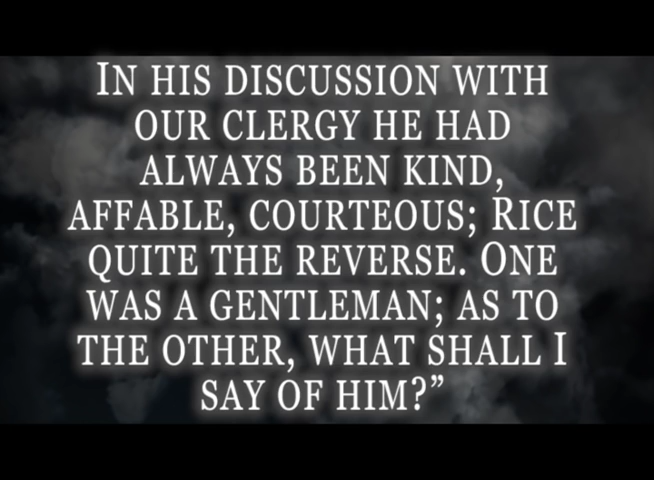 In his discussion with
our clergy he had
always been kind,
affable, courteous; Rice
quite the reverse. One
was a gentleman; as to
the other, what shall I
say of him?”